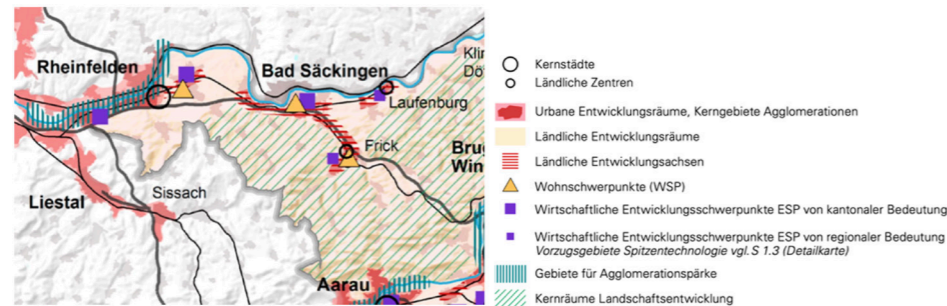 Rheinfelden
Bad Säckingen
Laufenburg
Frick
Sissach
Liestal
Aarau
Kernstädte
Ländliche Zentren
Urbane Entwicklungsräume, Kerngebiete Agglomerationen
Ländliche Entwicklungsräume
Ländliche Entwicklungsachsen
Wohnschwerpunkte (WSP)
Wirtschaftliche Entwicklungsschwerpunkte ESP von kantonaler Bedeutung
Wirtschaftliche Entwicklungsschwerpunkte ESP von regionaler Bedeutung
Vorzugsgebiete Spitzentechnologie vgl. S 1.3 (Detailkarte)
Gebiete für Agglomerationspärke
Kernräume Landschaftsentwicklung